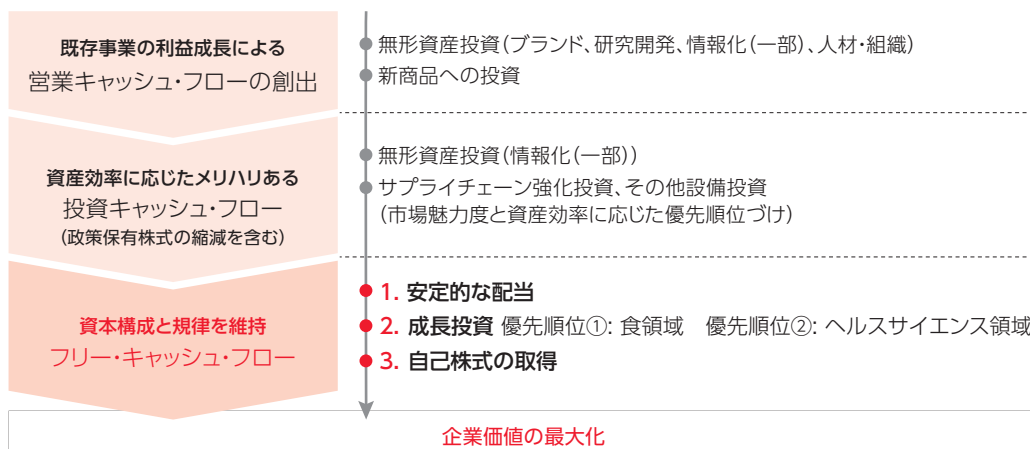 既存事業の利益成長による
営業キャッシュ・フローの創出
無形資産投資(ブランド、研究開発、情報化(一部)、人材・組織)
新商品への投資
資産効率に応じたメリハリある
投資キャッシュ・フロー
(政策保有株式の縮減を含む)
無形資産投資(情報化(一部))
サプライチェーン強化投資、その他設備投資
(市場魅力度と資産効率に応じた優先順位づけ)
資本構成と規律を維持
フリー・キャッシュ・フロー
1. 安定的な配当
2. 成長投資 優先順位①: 食領域 優先順位②: ヘルスサイエンス領域
3. 自己株式の取得
企業価値の最大化